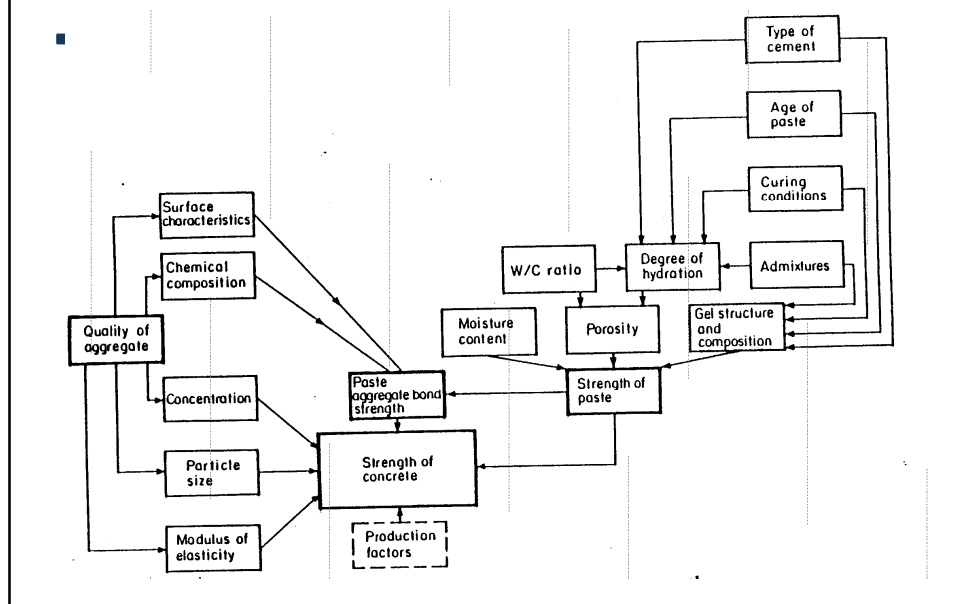 Type of
cement
Age of
paste
Curing
conditions
Surface
characteristics
W/C ratio
Degree of
hydration
Admixtures
Chemical
composition
Quality of
aggregate
Moisture
content
Porosity
Gel structure
and
composition
Concentration
Paste
aggregate bond
strength
Strength of
paste
Particle
size
Strength of
concrete
Modulus of
elasticity
Production
factors